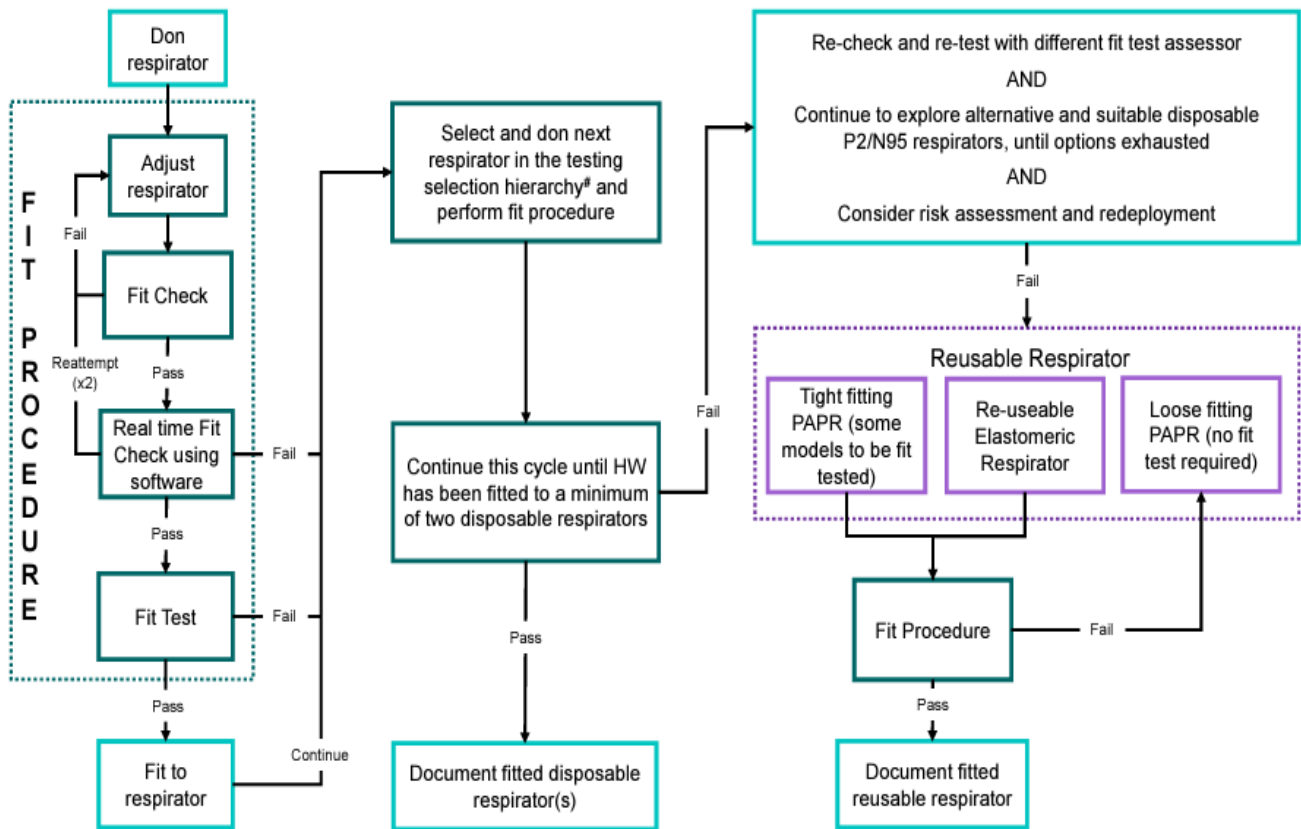 Don
respirator
FIT PROCEDURE
Adjust
respirator
Fail
Fit Check
Reattempt
(x2)
Pass
Real time Fit
Check using
software
Fail
Pass
Fit Test
Fail
Pass
Fit to
respirator
Continue
Select and don next
respirator in the testing
selection hierarchy# and
perform fit procedure
Continue this cycle until HW
has been fitted to a minimum
of two disposable respirators
Fail
Pass
Document fitted disposable
respirator(s)
Re-check and re-test with different fit test assessor
AND
Continue to explore alternative and suitable disposable
P2/N95 respirators, until options exhausted
AND
Consider risk assessment and redeployment
Fail
Reusable Respirator
Tight fitting
PAPR (some
models to be fit
tested)
Re-useable
Elastomeric
Respirator
Loose fitting
PAPR (no fit
test required)
Fit Procedure
Fail
Pass
Document fitted
reusable respirator